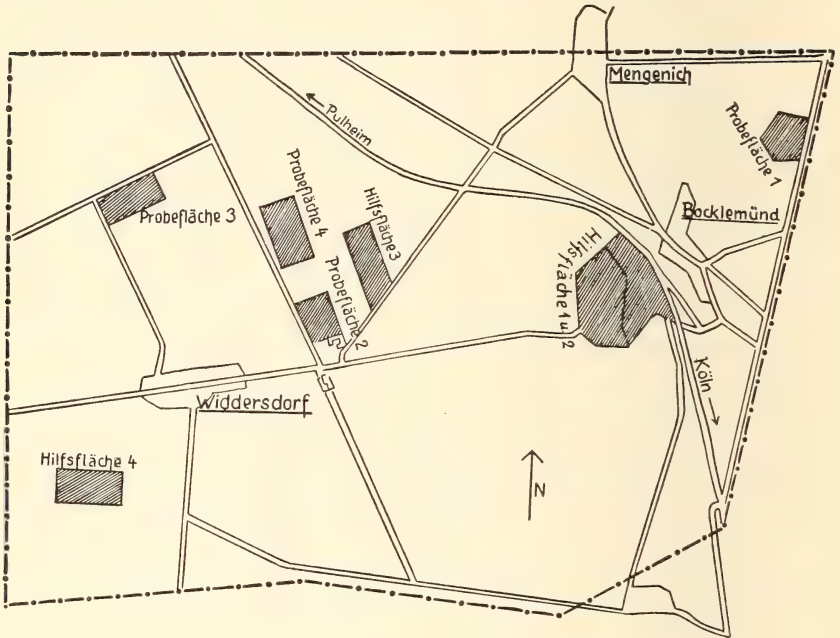 Mengenich
← Pulheim
Probefläche 1
Probefläche 4
Hilfsfläche 3
Probefläche 3
Bocklemünd
Hilfsfläche 1 u. 2
Probefläche 2
Köln →
Widdersdorf
Hilfsfläche 4
N